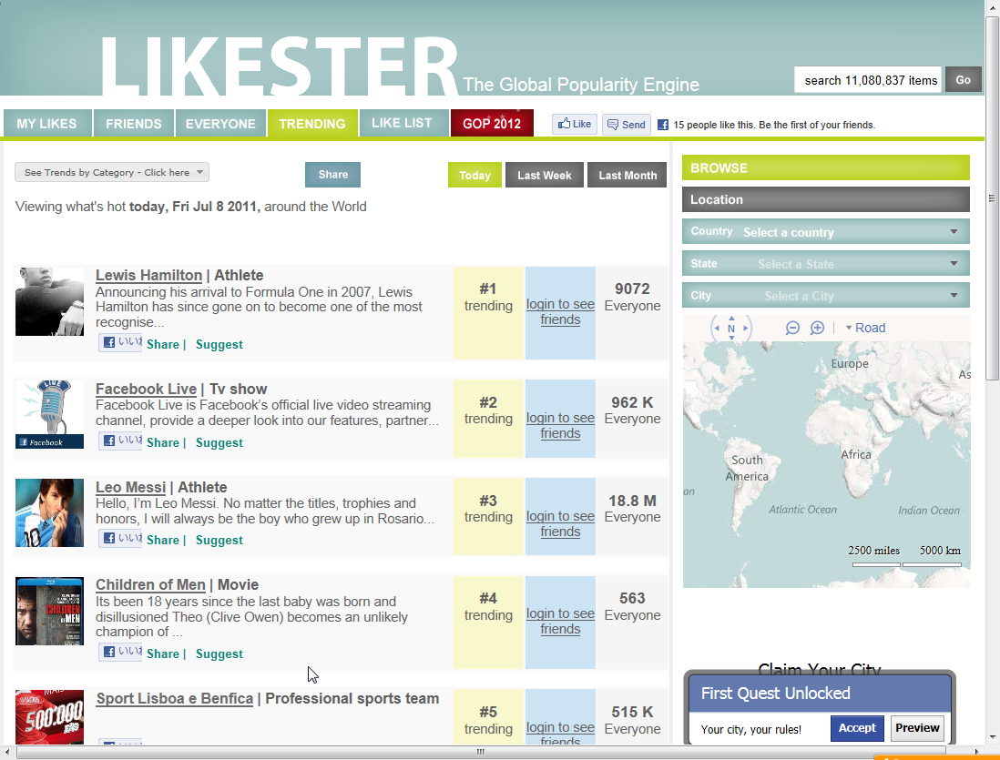 LIKESTER The Global Popularity Engine
search 11,080,837 items Go
MY LIKES FRIENDS EVERYONE TRENDING LIKE LIST GOP 2012
Like Send 15 people like this. Be the first of your friends.
See Trends by Category - Click here Share Today Last Week Last Month
Viewing what's hot today, Fri Jul 8 2011, around the World
Lewis Hamilton | Athlete
Announcing his arrival to Formula One in 2007, Lewis
Hamilton has since gone on to become one of the most
recognise...
いいね Share | Suggest
#1
trending
login to see
friends
9072
Everyone
LIVE
Facebook
Facebook Live | Tv show
Facebook Live is Facebook's official live video streaming
channel, provide a deeper look into our features, partner...
いいね Share | Suggest
#2
trending
login to see
friends
962 K
Everyone
10
Leo Messi | Athlete
Hello, I'm Leo Messi. No matter the titles, trophies and
honors, I will always be the boy who grew up in Rosario...
いいね Share | Suggest
#3
trending
login to see
friends
18.8 M
Everyone
CHILDREN
OF MEN
Children of Men | Movie
Its been 18 years since the last baby was born and
disillusioned Theo (Clive Owen) becomes an unlikely
champion of ...
いいね Share | Suggest
#4
trending
login to see
friends
563
Everyone
500.000
Sport Lisboa e Benfica | Professional sports team
#5
trending
login to see
friends
515 K
Everyone
BROWSE
Location
Country Select a country
State Select a State
City Select a City
N Road
Europe
As
Africa
South
America
an
Atlantic Ocean
Indian Ocean
2500 miles 5000 km
Claim Your City
First Quest Unlocked
Your city, your rules! Accept Preview